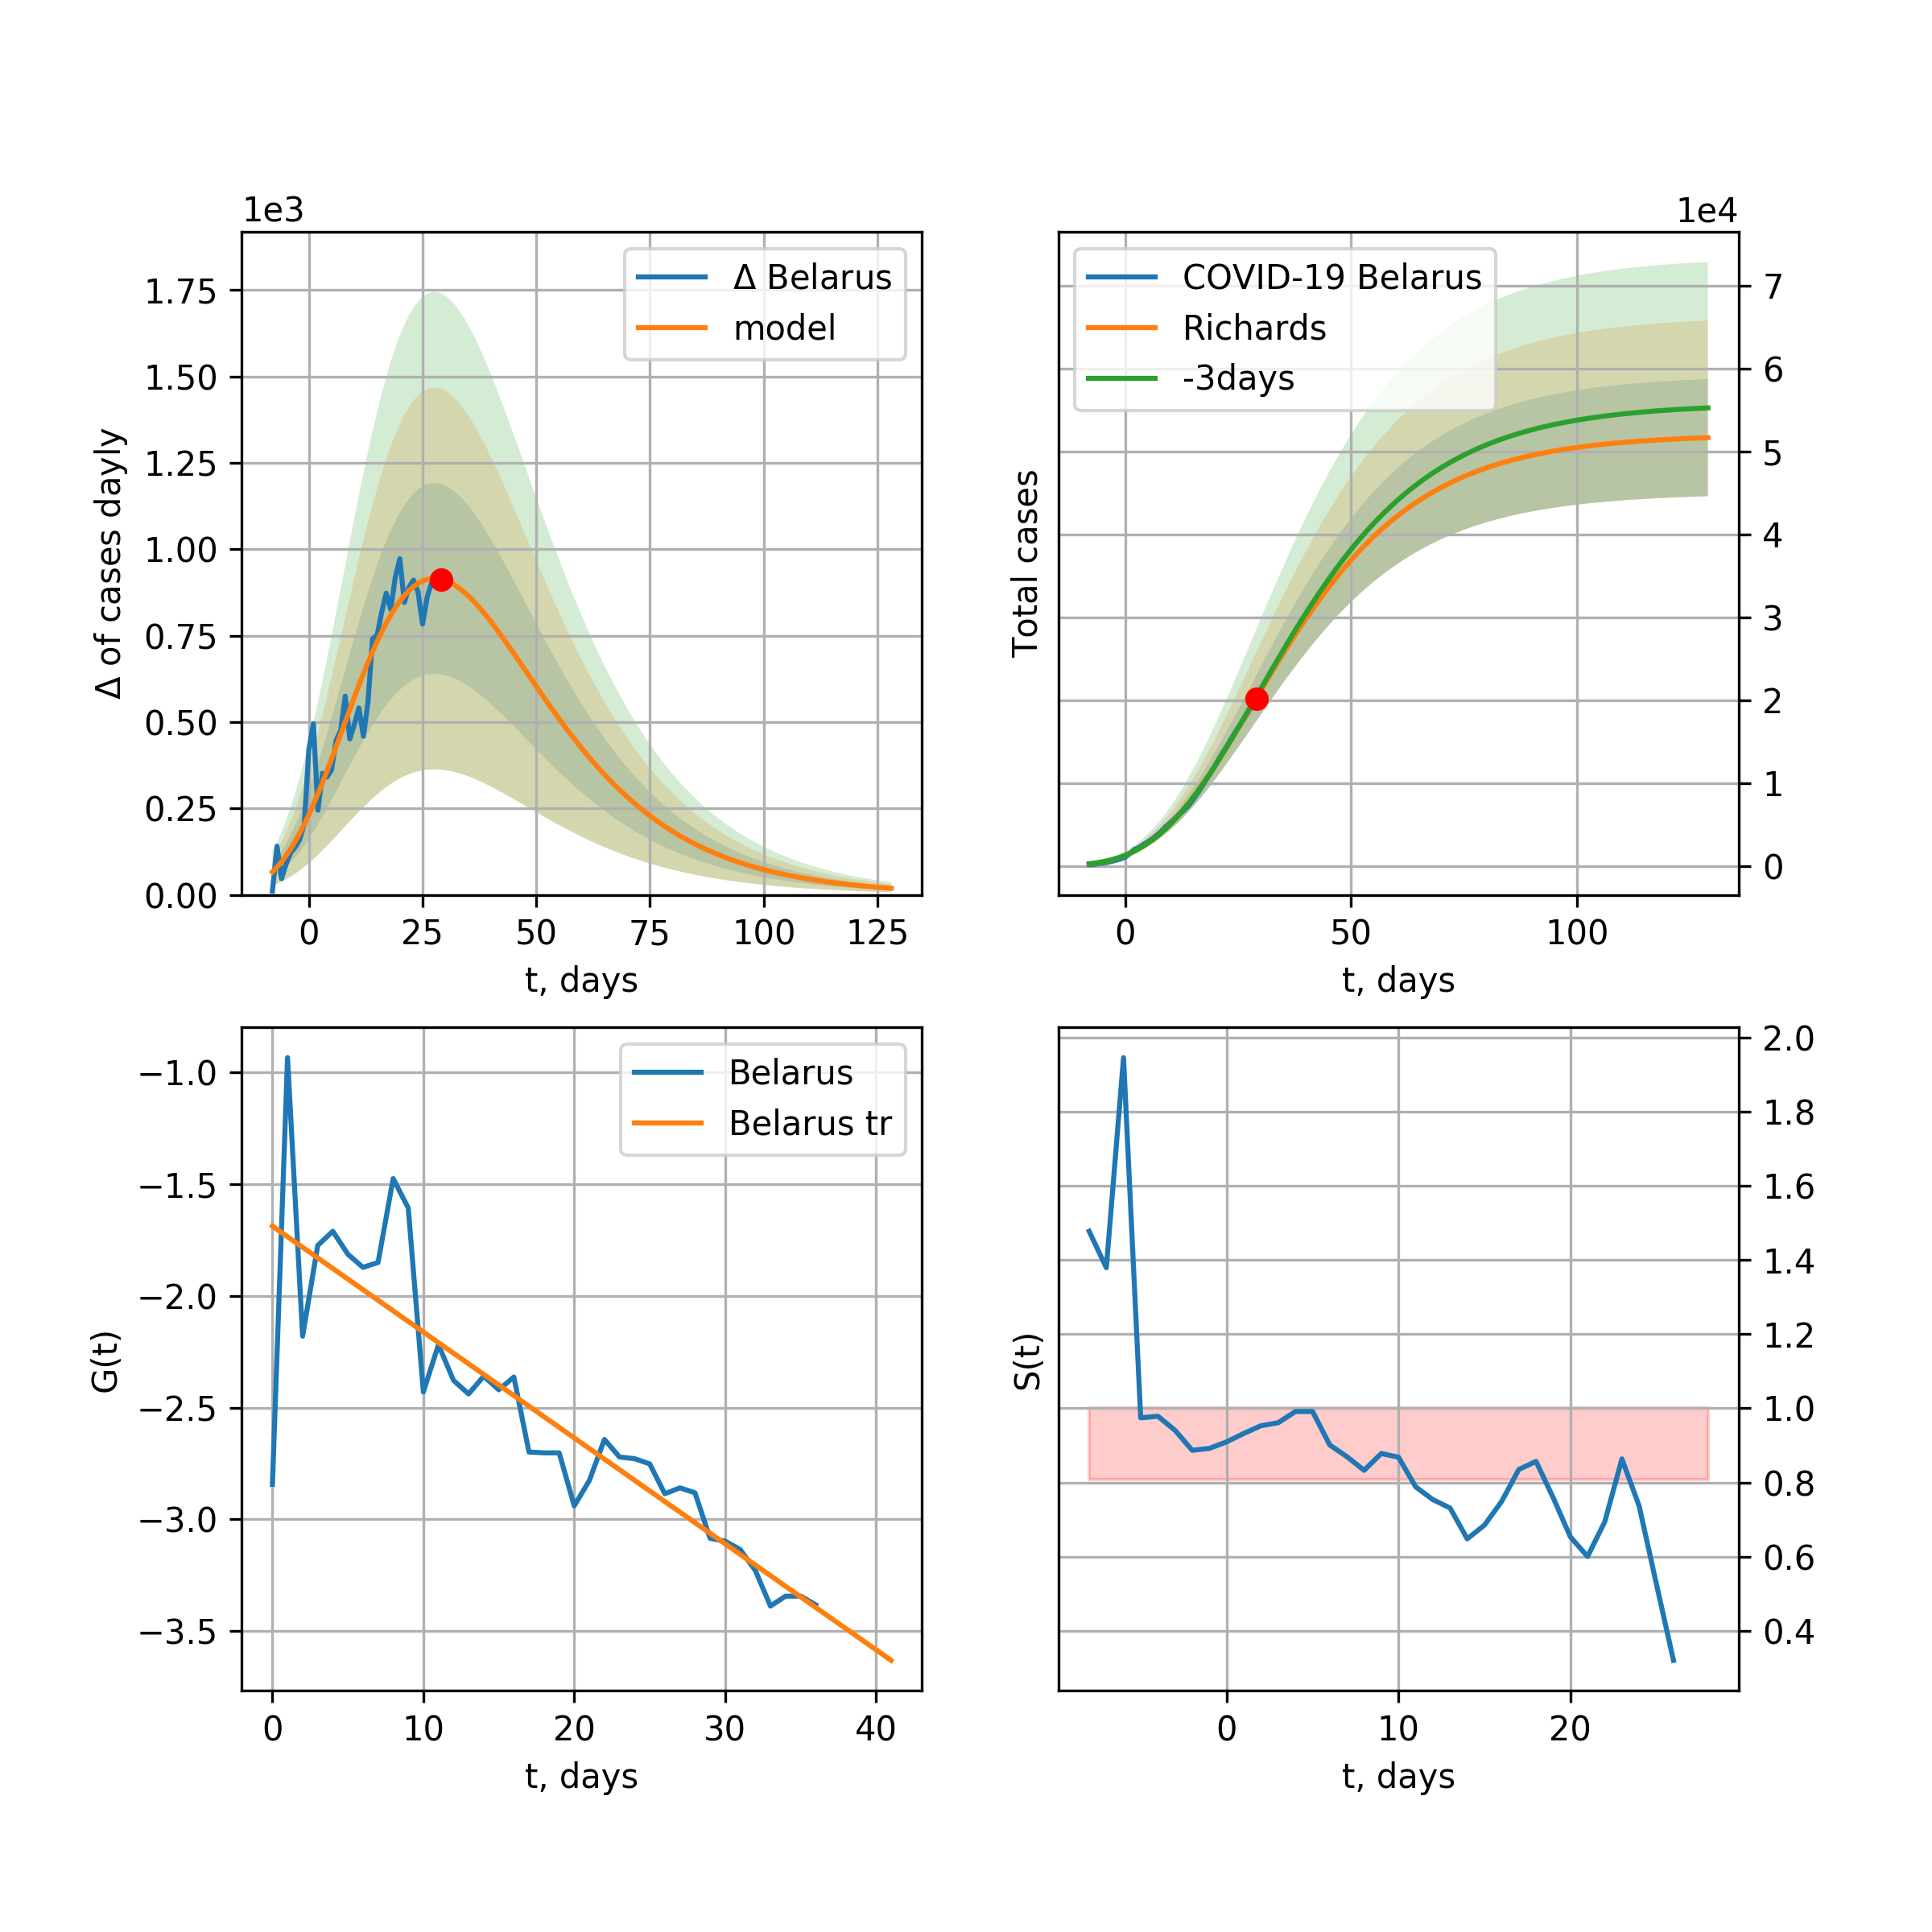 1e3
Δ Belarus
model
1.75
1.50
1.25
1.00
0.75
0.50
0.25
0.00
Δ of cases dayly
0 25 50 75 100 125
t, days
1e4
COVID-19 Belarus
Richards
-3days
7
6
5
4
3
2
1
0
Total cases
0 50 100
t, days
Belarus
Belarus tr
−1.0
−1.5
−2.0
−2.5
−3.0
−3.5
G(t)
0 10 20 30 40
t, days
2.0
1.8
1.6
1.4
1.2
1.0
0.8
0.6
0.4
S(t)
0 10 20
t, days